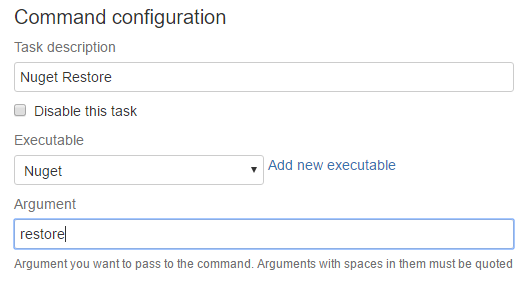 Command configuration
Task description
Nuget Restore
Disable this task
Executable
Nuget
Add new executable
Argument
restore
Argument you want to pass to the command. Arguments with spaces in them must be quoted